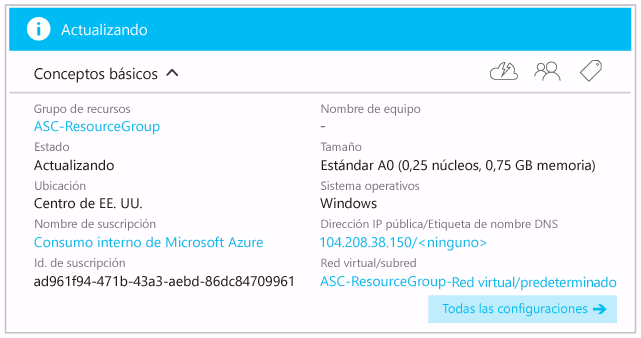 Actualizando
Conceptos básicos
Grupo de recursos
ASC-ResourceGroup
Estado
Actualizando
Ubicación
Centro de EE. UU.
Nombre de suscripción
Consumo interno de Microsoft Azure
Id. de suscripción
ad961f94-471b-43a3-aebd-86dc84709961
Nombre de equipo
-
Tamaño
Estándar A0 (0,25 núcleos, 0,75 GB memoria)
Sistema operativos
Windows
Dirección IP pública/Etiqueta de nombre DNS
104.208.38.150/<ninguno>
Red virtual/subred
ASC-ResourceGroup-Red virtual/predeterminado
Todas las configuraciones